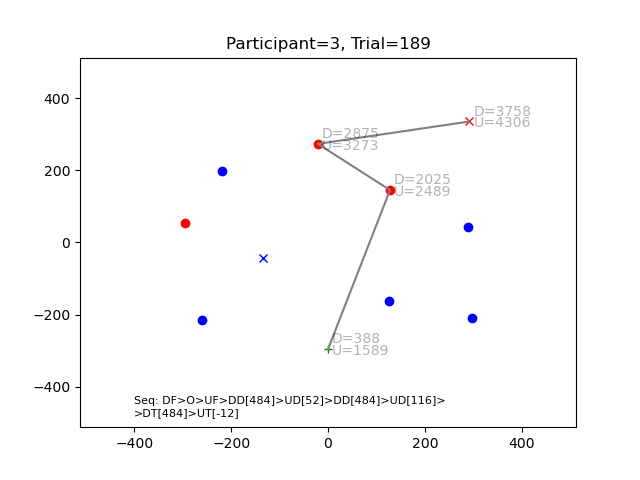 Participant=3, Trial=189
D=3758
U=4306
D=2875
U=3273
D=2025
U=2489
D=388
U=1589
Seq: DF>O>UF>DD[484]>UD[52]>DD[484]>UD[116]>
>DT[484]>UT[-12]
400
200
0
−200
−400
−400
−200
0
200
400